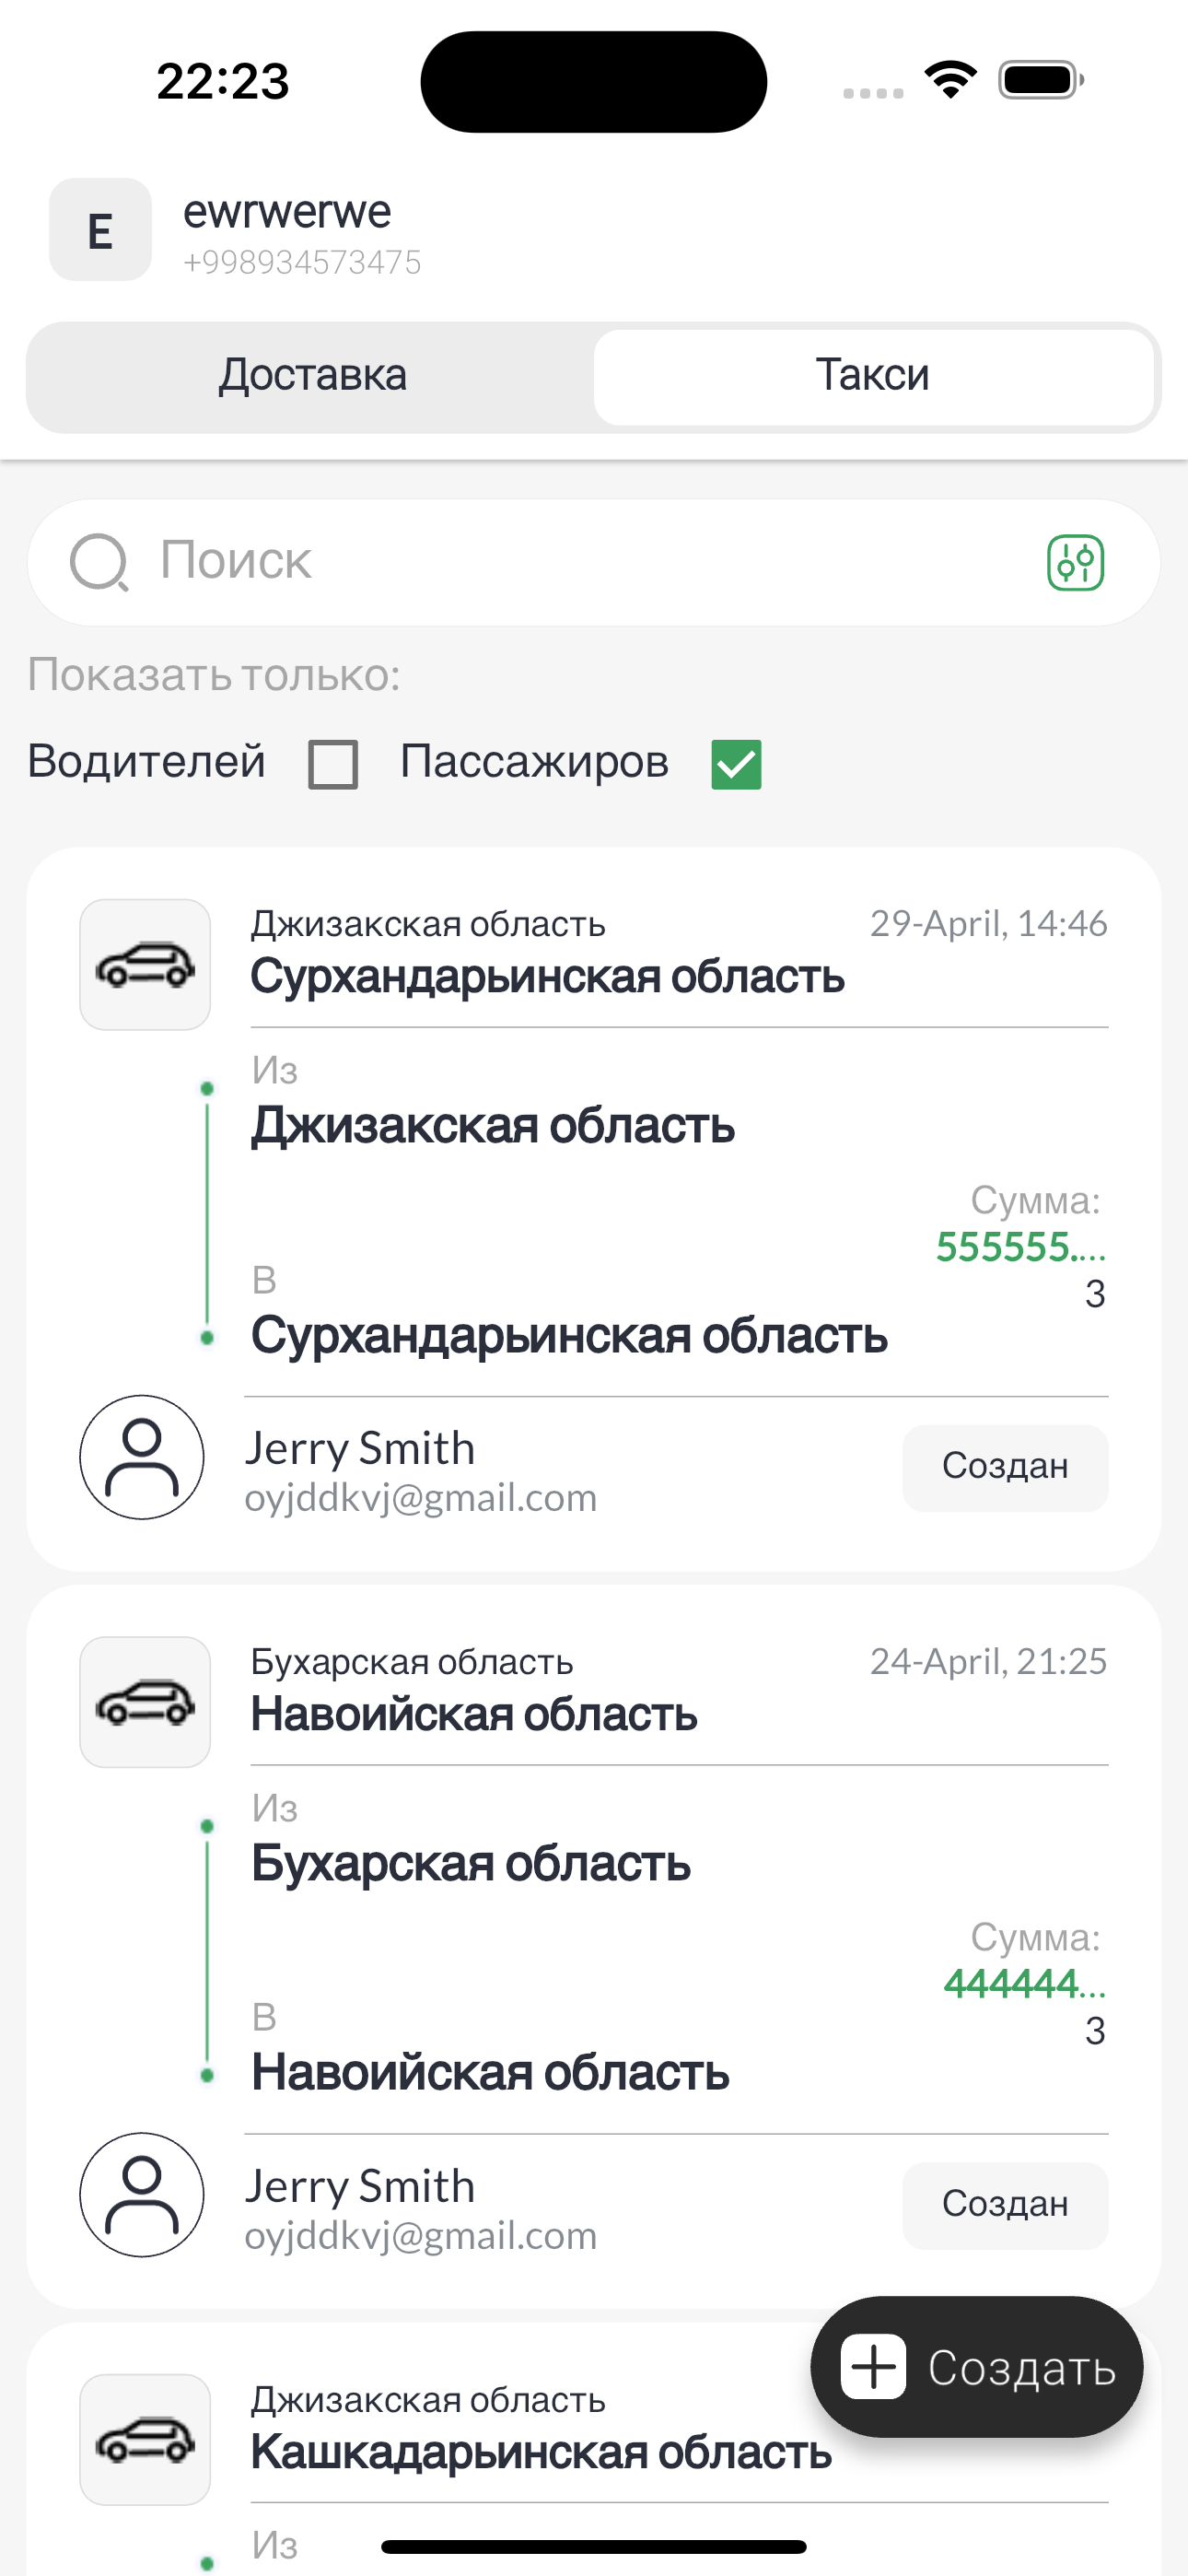 22:23
E
ewrwerwe
+998934573475
Доставка
Такси
Поиск
Показать только:
Водителей
Пассажиров
Джизакская область
29-April, 14:46
Сурхандарьинская область
Из
Джизакская область
Сумма:
555555....
3
В
Сурхандарьинская область
Jerry Smith
oyjddkvj@gmail.com
Создан
Бухарская область
24-April, 21:25
Навоийская область
Из
Бухарская область
Сумма:
444444...
3
В
Навоийская область
Jerry Smith
oyjddkvj@gmail.com
Создан
Джизакская область
Создать
Кашкадарьинская область
Из